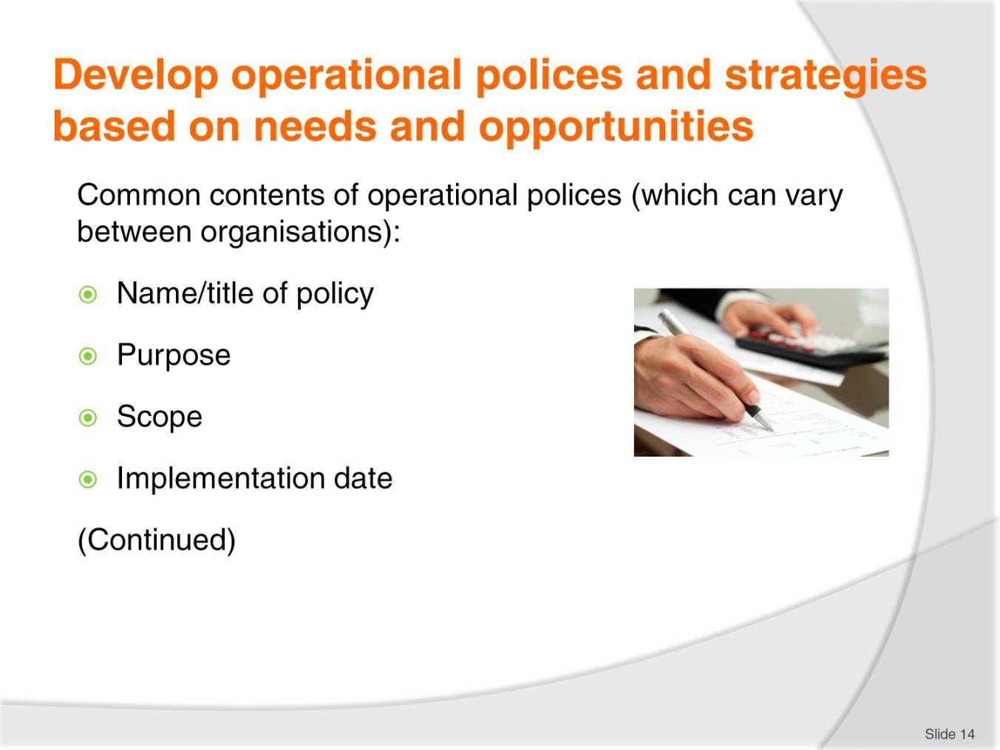 Develop operational polices and strategies
based on needs and opportunities
Common contents of operational polices (which can vary
between organisations):
Name/title of policy
Purpose
Scope
Implementation date
(Continued)
Slide 14